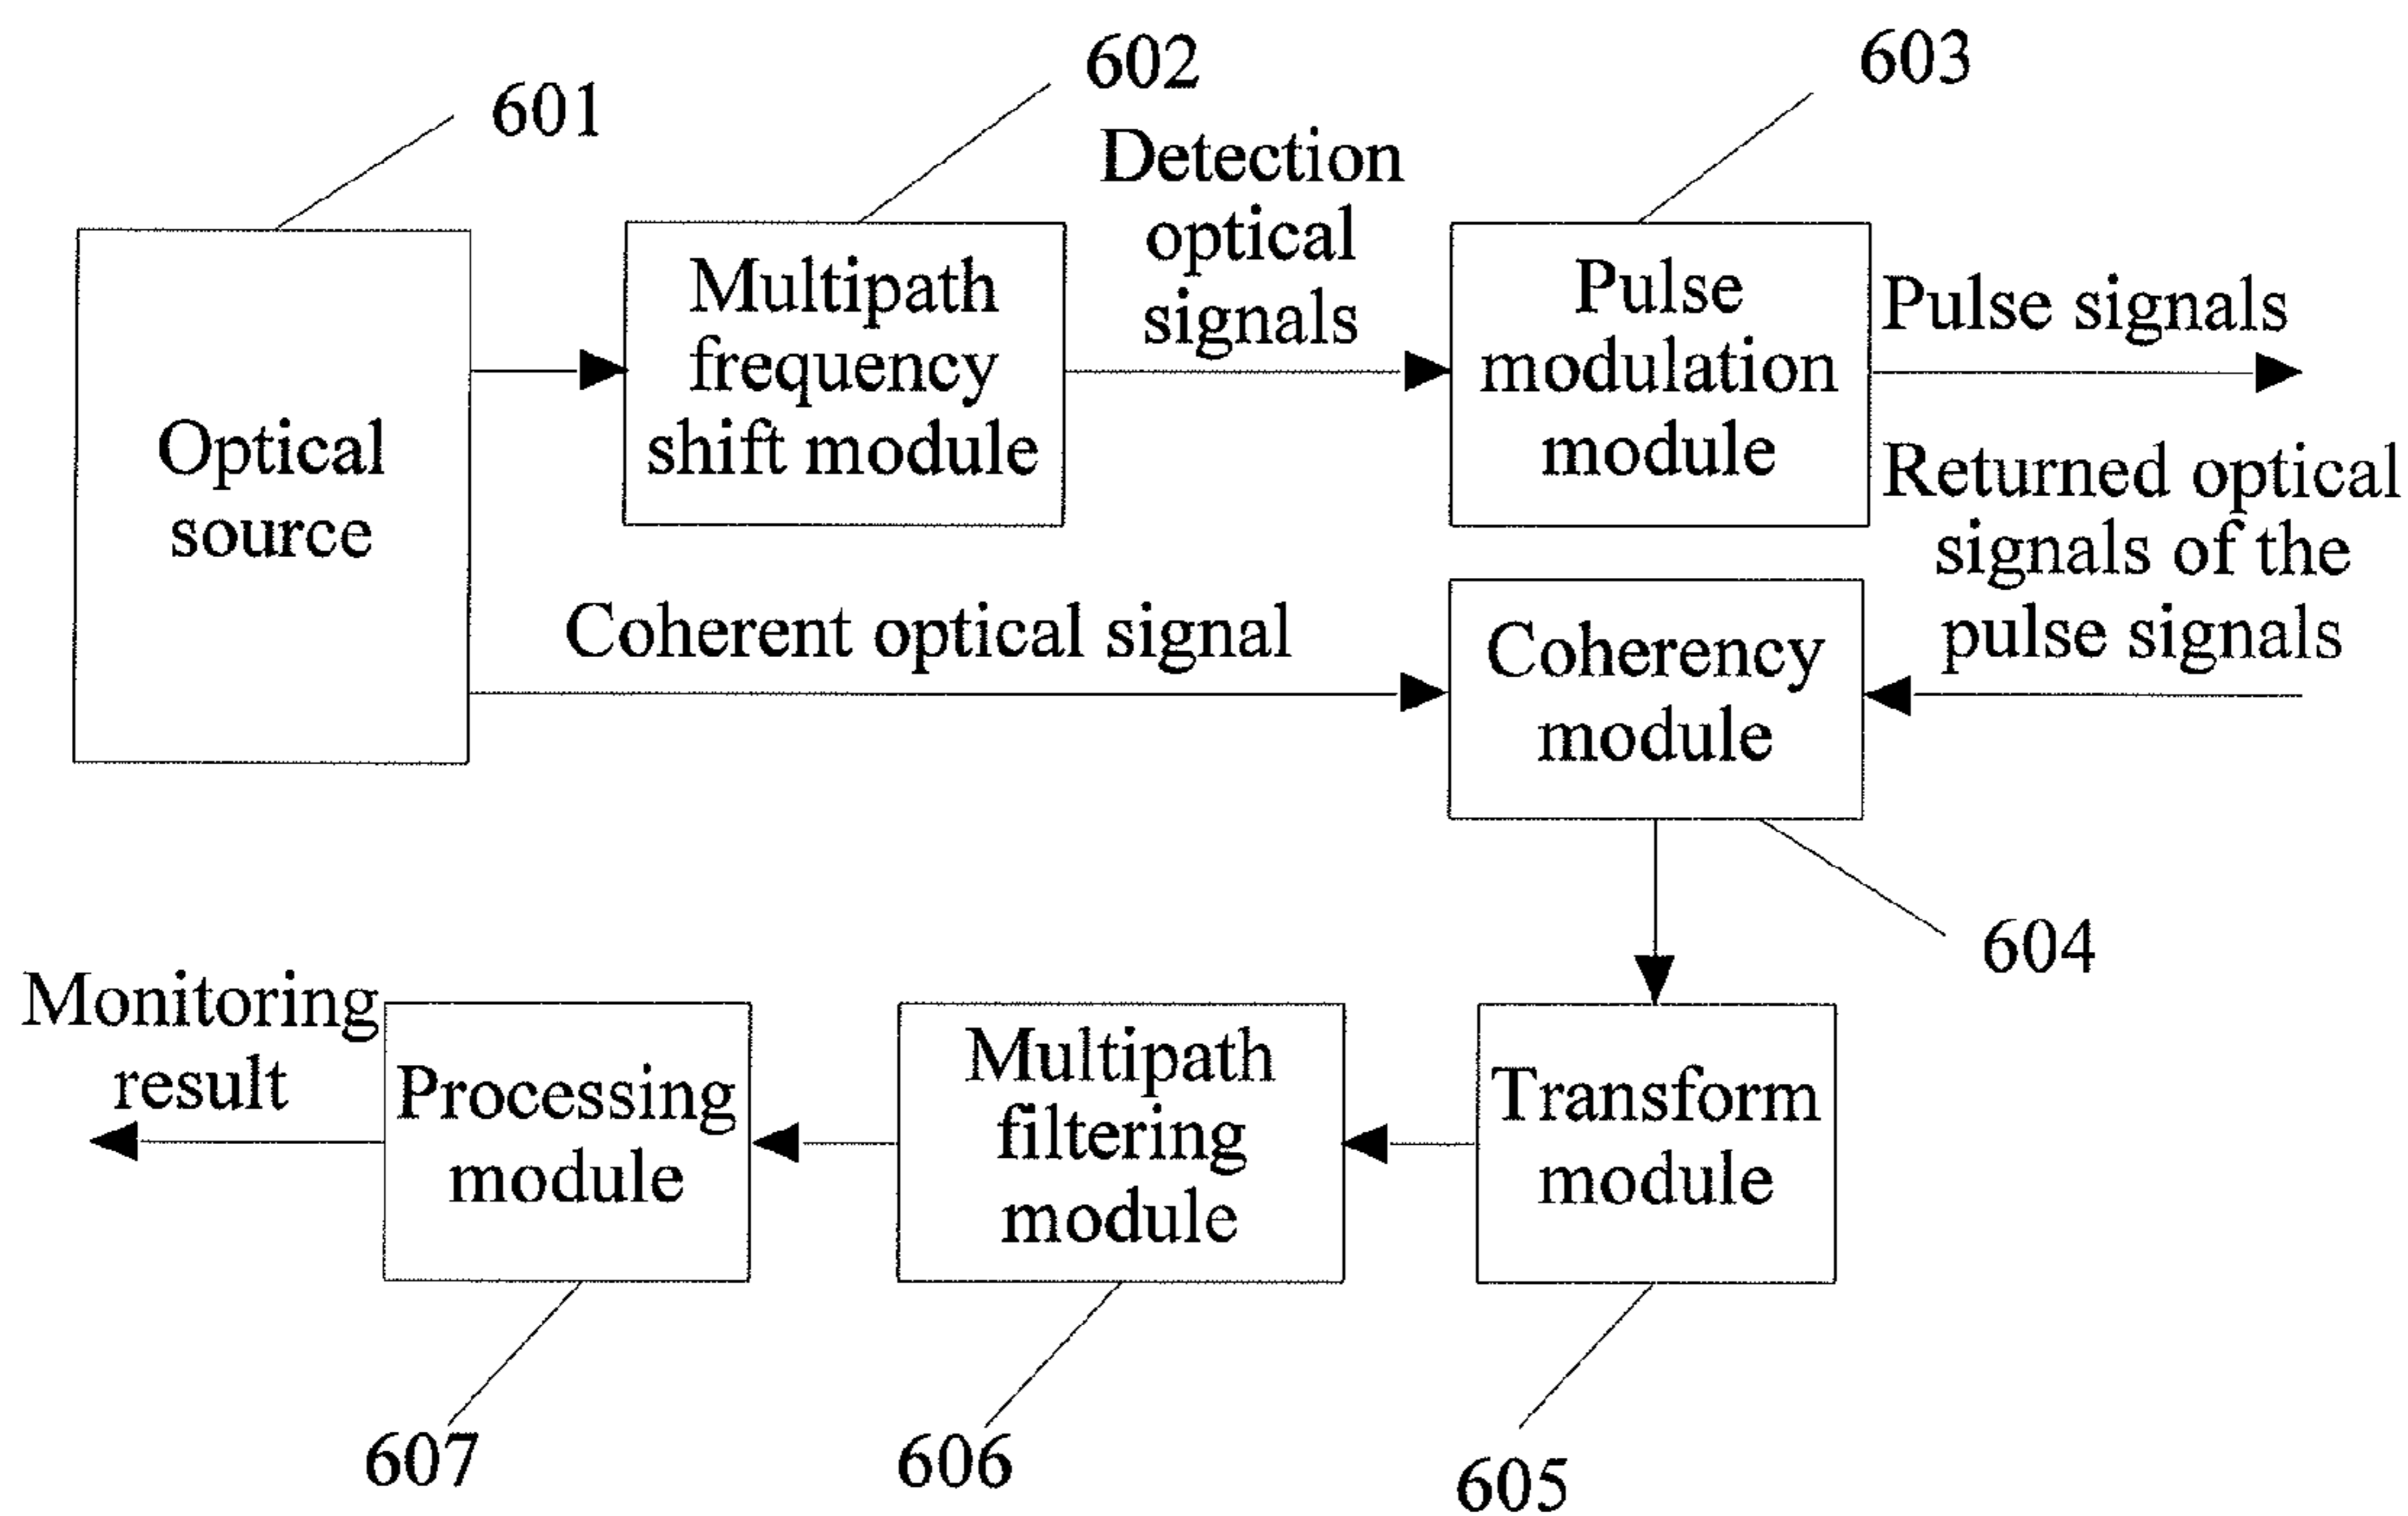 601
602
603
Optical
source
Multipath
frequency
shift module
Detection
optical
signals
Pulse
modulation
module
Pulse signals
Returned optical
signals of the
pulse signals
Coherent optical signal
Coherency
module
604
Monitoring
result
Processing
module
Multipath
filtering
module
Transform
module
607
606
605